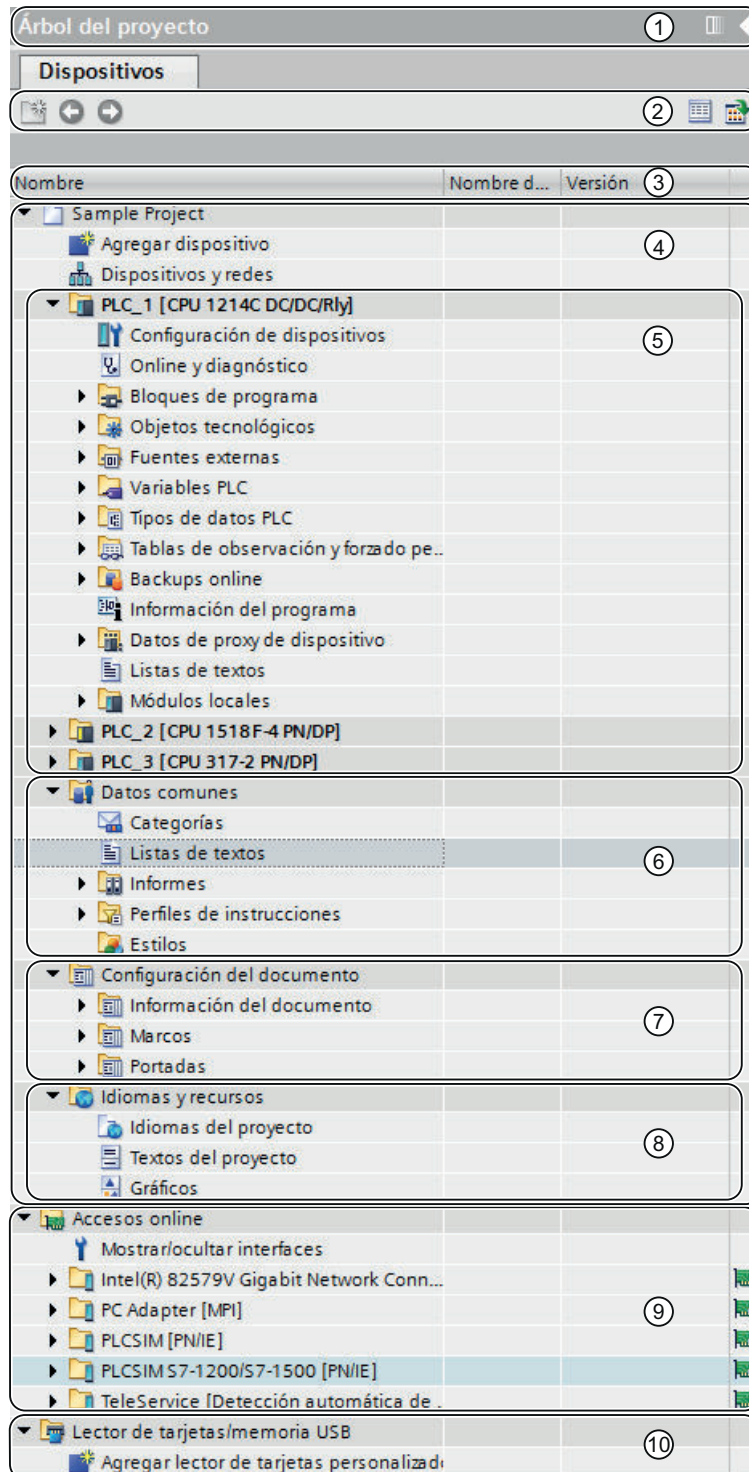 Árbol del proyecto 1
Dispositivos
2
Nombre Nombre d... Versión 3
Sample Project
Agregar dispositivo 4
Dispositivos y redes
PLC_1 [CPU 1214C DC/DC/Rly]
Configuración de dispositivos 5
Online y diagnóstico
Bloques de programa
Objetos tecnológicos
Fuentes externas
Variables PLC
Tipos de datos PLC
Tablas de observación y forzado pe..
Backups online
Información del programa
Datos de proxy de dispositivo
Listas de textos
Módulos locales
PLC_2 [CPU 1518F-4 PN/DP]
PLC_3 [CPU 317-2 PN/DP]
Datos comunes
Categorías
Listas de textos 6
Informes
Perfiles de instrucciones
Estilos
Configuración del documento
Información del documento
Marcos 7
Portadas
Idiomas y recursos
Idiomas del proyecto
Textos del proyecto 8
Gráficos
Accesos online
Mostrar/ocultar interfaces
Intel(R) 82579V Gigabit Network Conn...
PC Adapter [MPI] 9
PLCSIM [PN/IE]
PLCSIM S7-1200/S7-1500 [PN/IE]
TeleService [Detección automática de .
Lector de tarjetas/memoria USB 10
Agregar lector de tarjetas personalizado